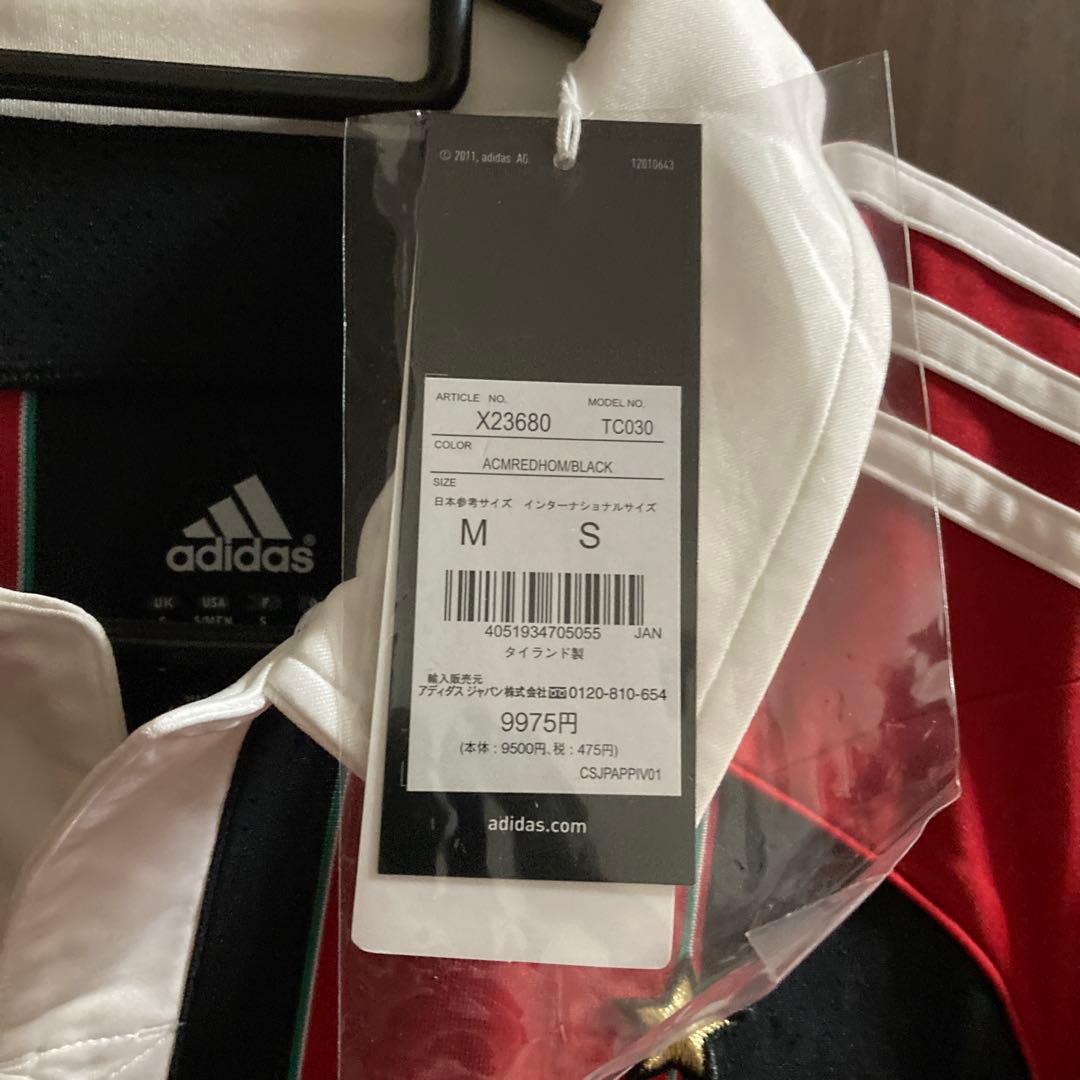 © 2011, adidas AG. 12010643
ARTICLE NO. MODEL NO.
X23680 TC030
COLOR
ACMREDHOM/BLACK
SIZE
日本参考サイズ インターナショナルサイズ
M S
4051934705055 JAN
タイランド製
輸入販売元
アディダス ジャパン株式会社 0120-810-654
9975円
(本体:9500円、税:475円)
CSJPAPPIV01
adidas.com
adidas®
UK USA F
S S/MEN S